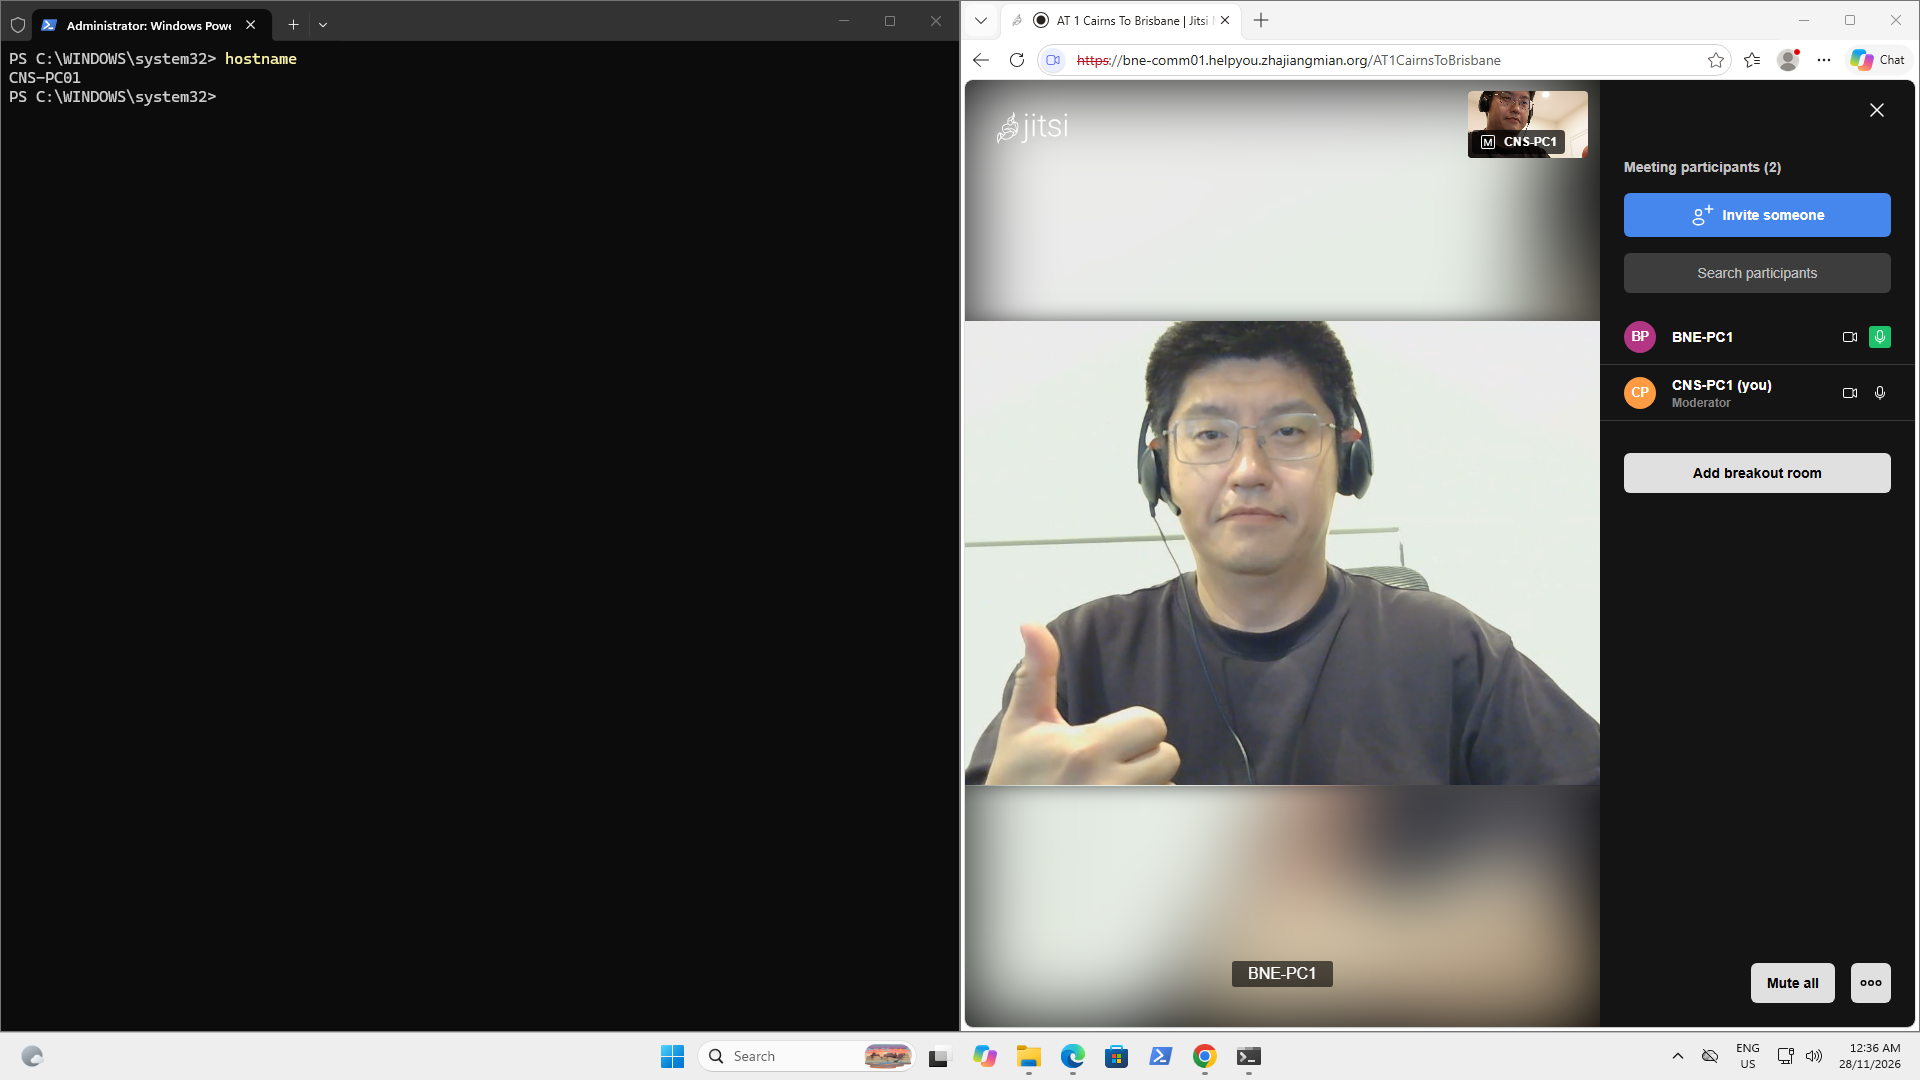 Administrator: Windows Powe
PS C:\WINDOWS\system32> hostname
CNS-PC01
PS C:\WINDOWS\system32>
AT 1 Cairns To Brisbane | Jitsi
https://bne-comm01.helpyou.zhajiangmian.org/AT1CairnsToBrisbane
Chat
jitsi
M CNS-PC1
Meeting participants (2)
Invite someone
Search participants
BP BNE-PC1
CP CNS-PC1 (you)
Moderator
Add breakout room
BNE-PC1
Mute all
Search
ENG
US
12:36 AM
28/11/2026